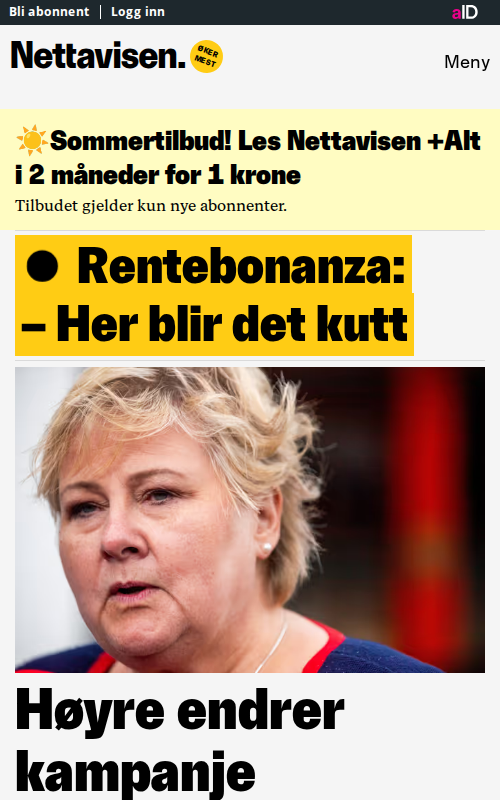 Bli abonnent | Logg inn
aID
Nettavisen.
ØKER
MEST
Meny
Sommertilbud! Les Nettavisen +Alt
i 2 måneder for 1 krone
Tilbudet gjelder kun nye abonnenter.
● Rentebonanza:
– Her blir det kutt
Høyre endrer
kampanje